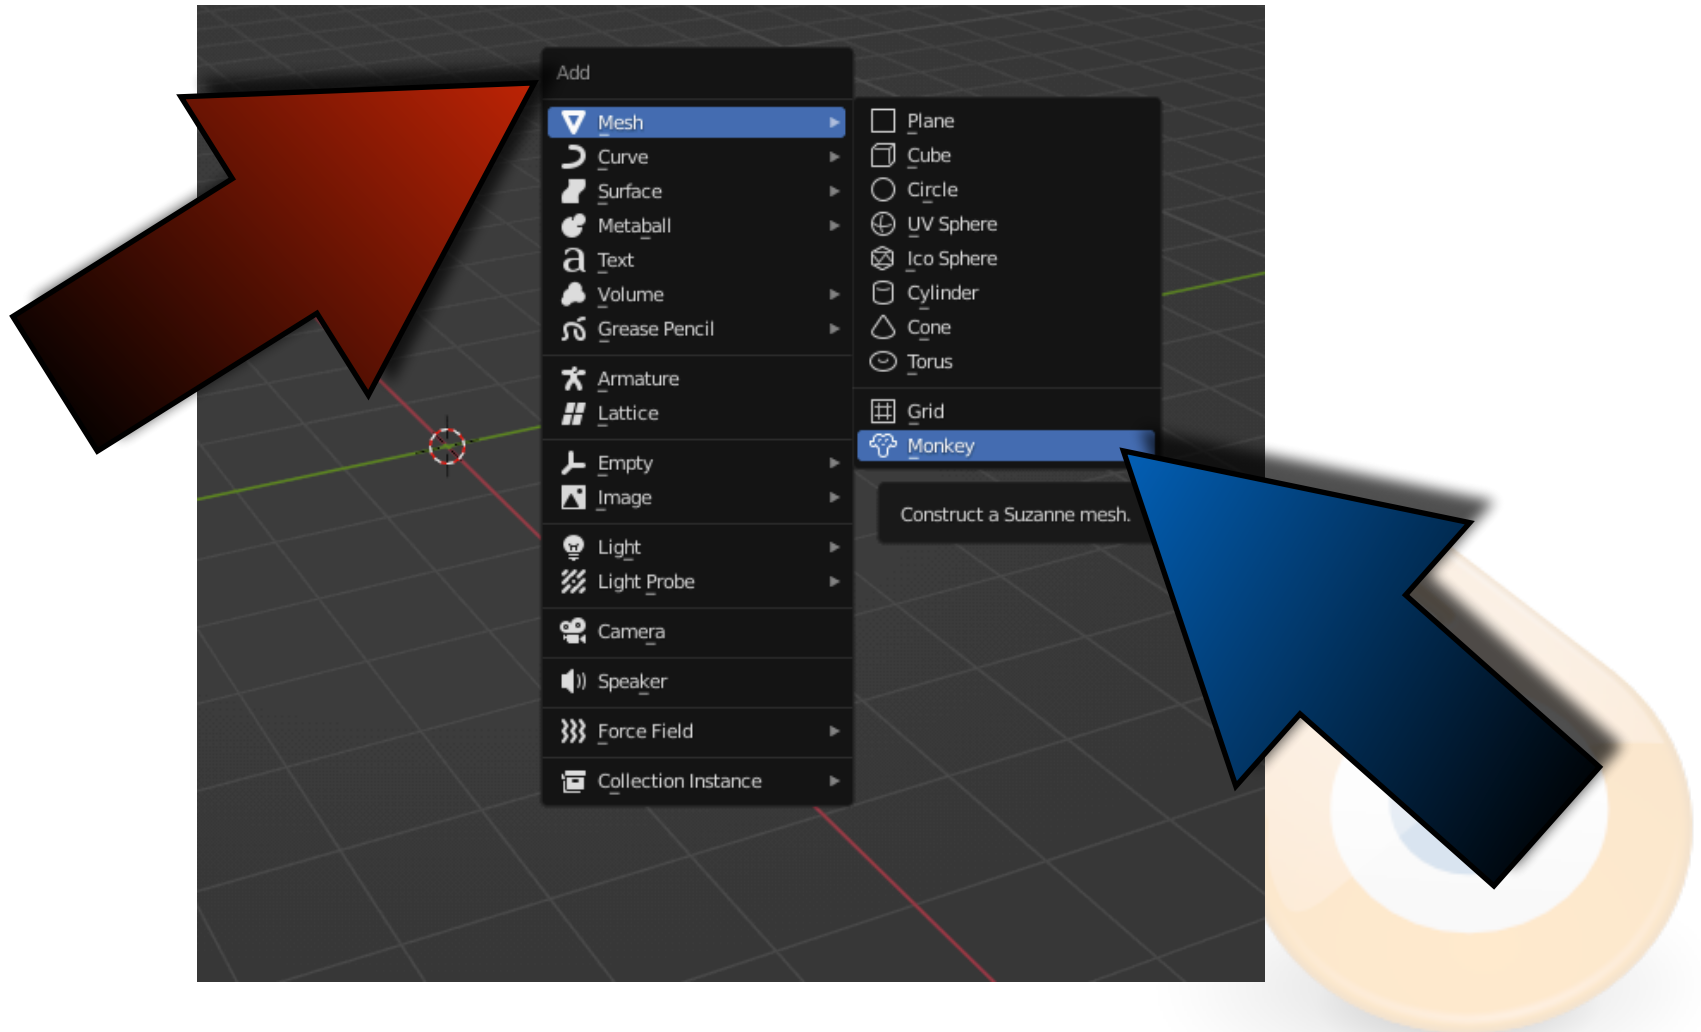 Add
Mesh
Curve
Surface
Metaball
Text
Volume
Grease Pencil
Armature
Lattice
Empty
Image
Light
Light Probe
Camera
Speaker
Force Field
Collection Instance
Plane
Cube
Circle
UV Sphere
Ico Sphere
Cylinder
Cone
Torus
Grid
Monkey
Construct a Suzanne mesh.